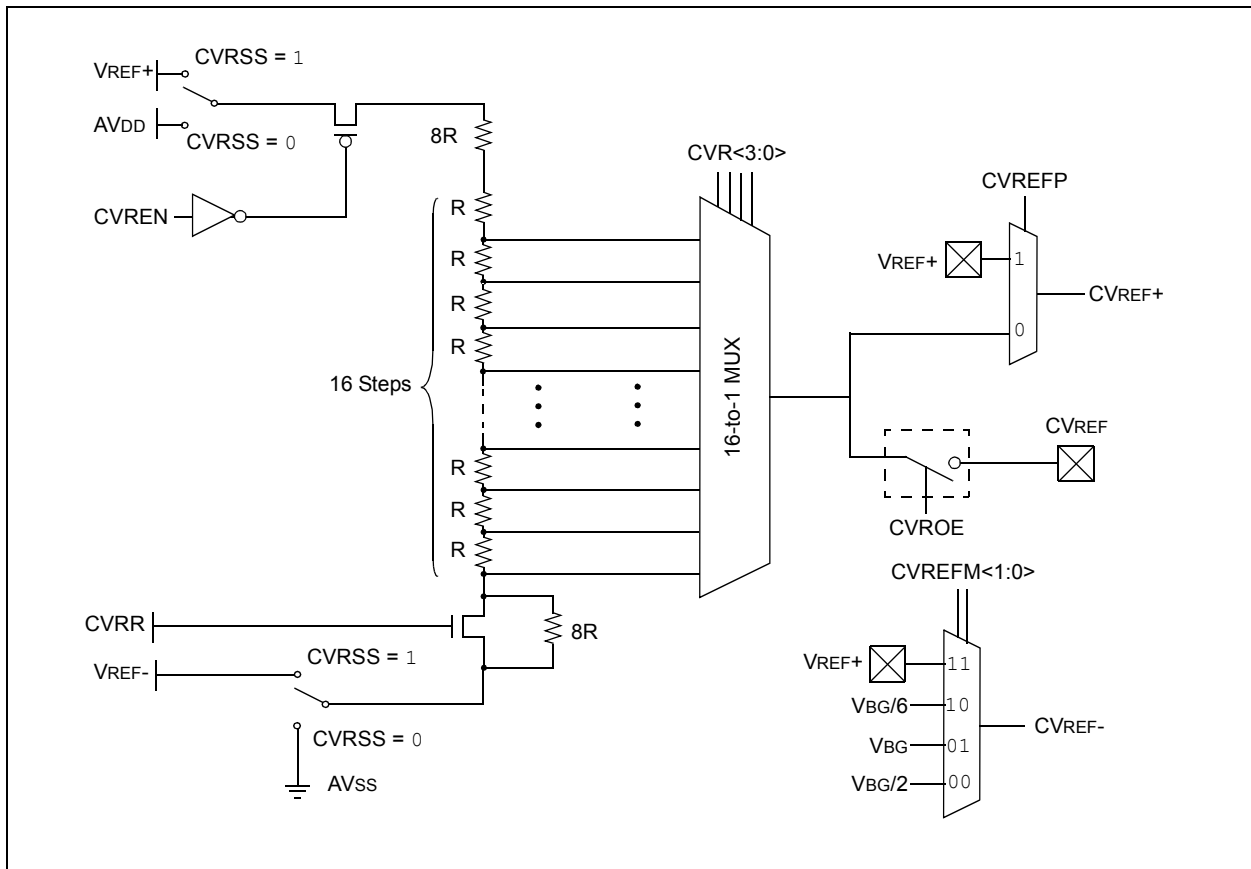 CVRSS = 1
VREF+
AVDD
CVRSS = 0
8R
CVREN
R
R
R
R
16 Steps
R
R
R
CVR<3:0>
16-to-1 MUX
CVREFP
VREF+
1
CVREF+
0
CVREF
CVROE
CVRR
8R
VREF-
CVRSS = 1
CVRSS = 0
AVSS
CVREFM<1:0>
VREF+
11
VBG/6
10
CVREF-
VBG
01
VBG/2
00